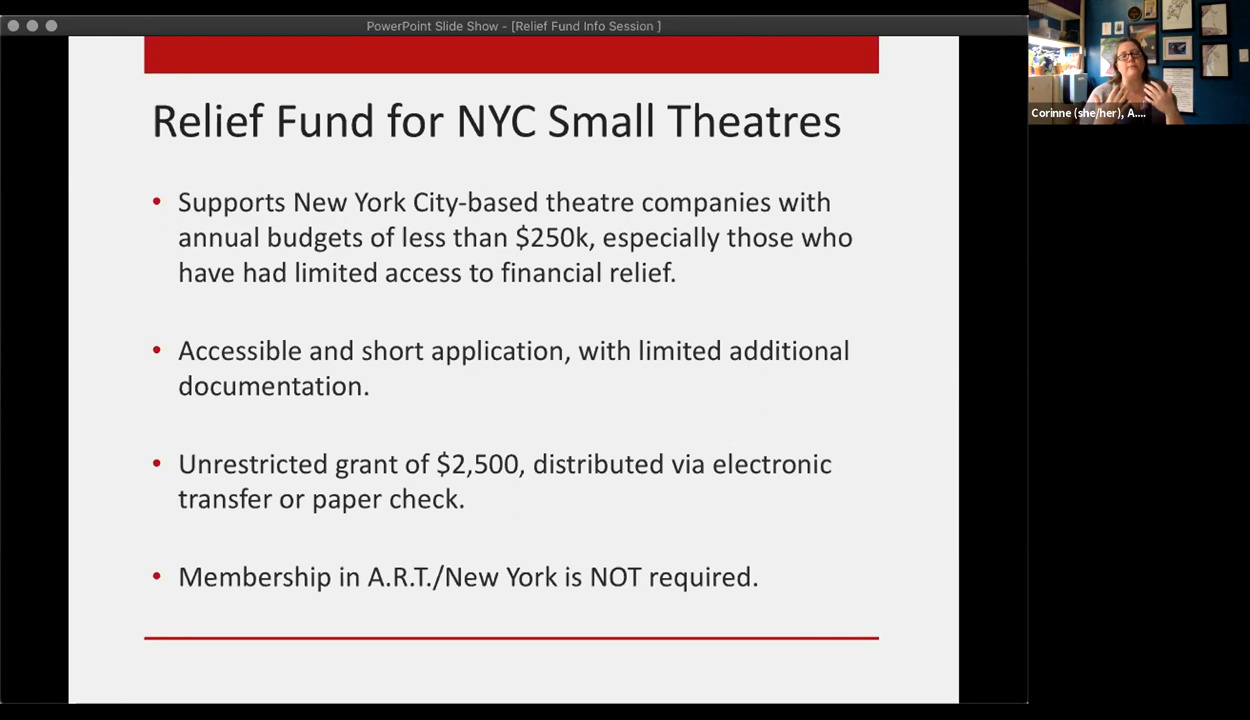 PowerPoint Slide Show - [Relief Fund Info Session ]
Corinne (she/her), A....
Relief Fund for NYC Small Theatres
• Supports New York City-based theatre companies with
annual budgets of less than $250k, especially those who
have had limited access to financial relief.
• Accessible and short application, with limited additional
documentation.
• Unrestricted grant of $2,500, distributed via electronic
transfer or paper check.
• Membership in A.R.T./New York is NOT required.